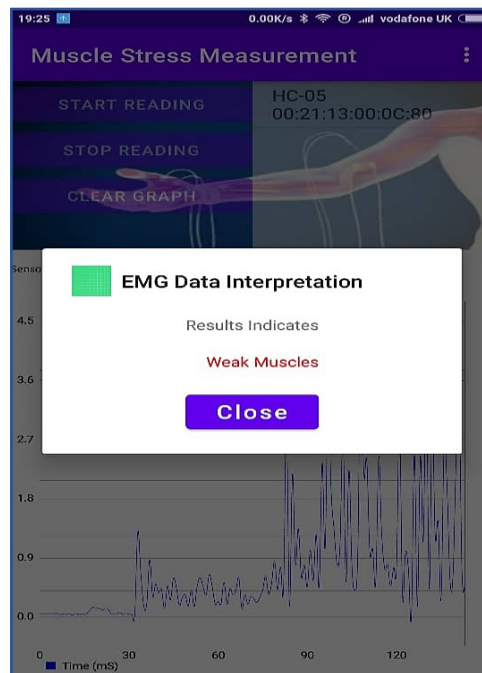 19:25 0.00K/s vodafone UK
Muscle Stress Measurement
START READING
HC-05
00:21:13:00:0C:80
STOP READING
CLEAR GRAPH
Senso
EMG Data Interpretation
Results Indicates
Weak Muscles
Close
4.5
3.6
2.7
1.8
0.9
0.0
0 30 60 90 120
Time (mS)